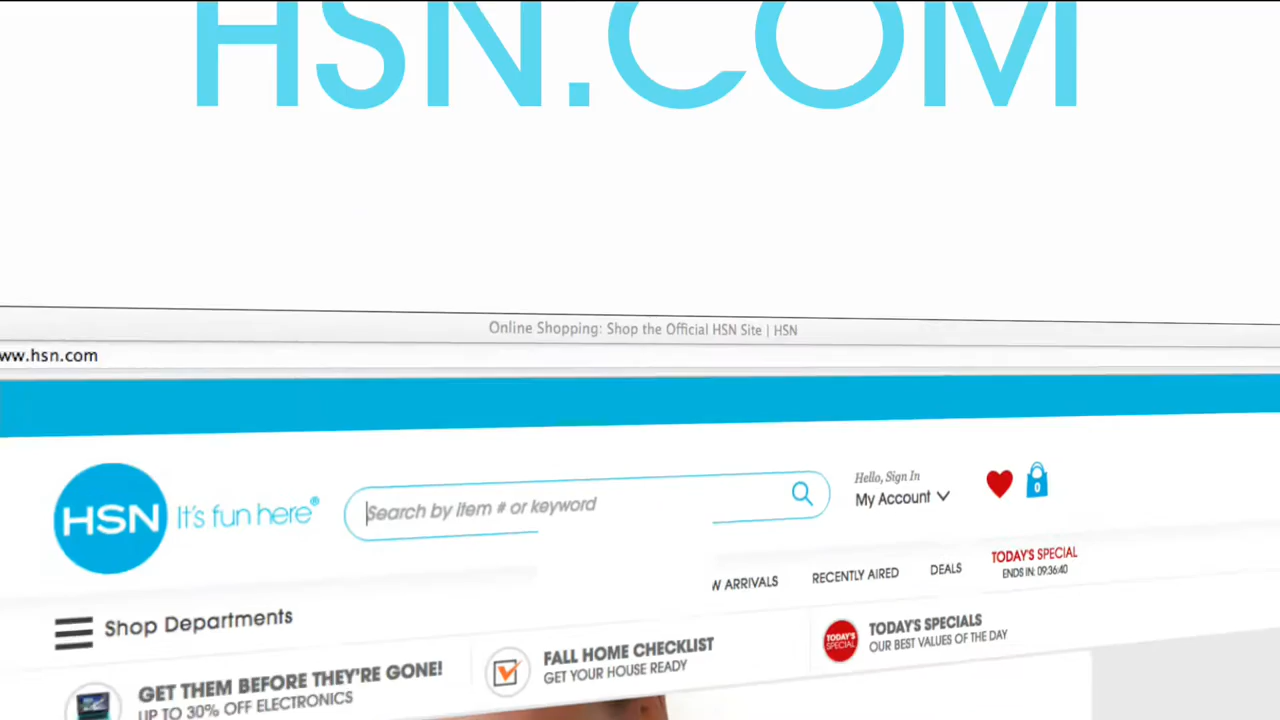 HSN.COM
Online Shopping: Shop the Official HSN Site | HSN
ww.hsn.com
HSN It's fun here®
Search by item # or keyword
Hello, Sign In
My Account
0
W ARRIVALS
RECENTLY AIRED
DEALS
TODAY'S SPECIAL
ENDS IN: 09:36:40
Shop Departments
GET THEM BEFORE THEY'RE GONE!
UP TO 30% OFF ELECTRONICS
FALL HOME CHECKLIST
GET YOUR HOUSE READY
TODAY'S SPECIAL
TODAY'S SPECIALS
OUR BEST VALUES OF THE DAY